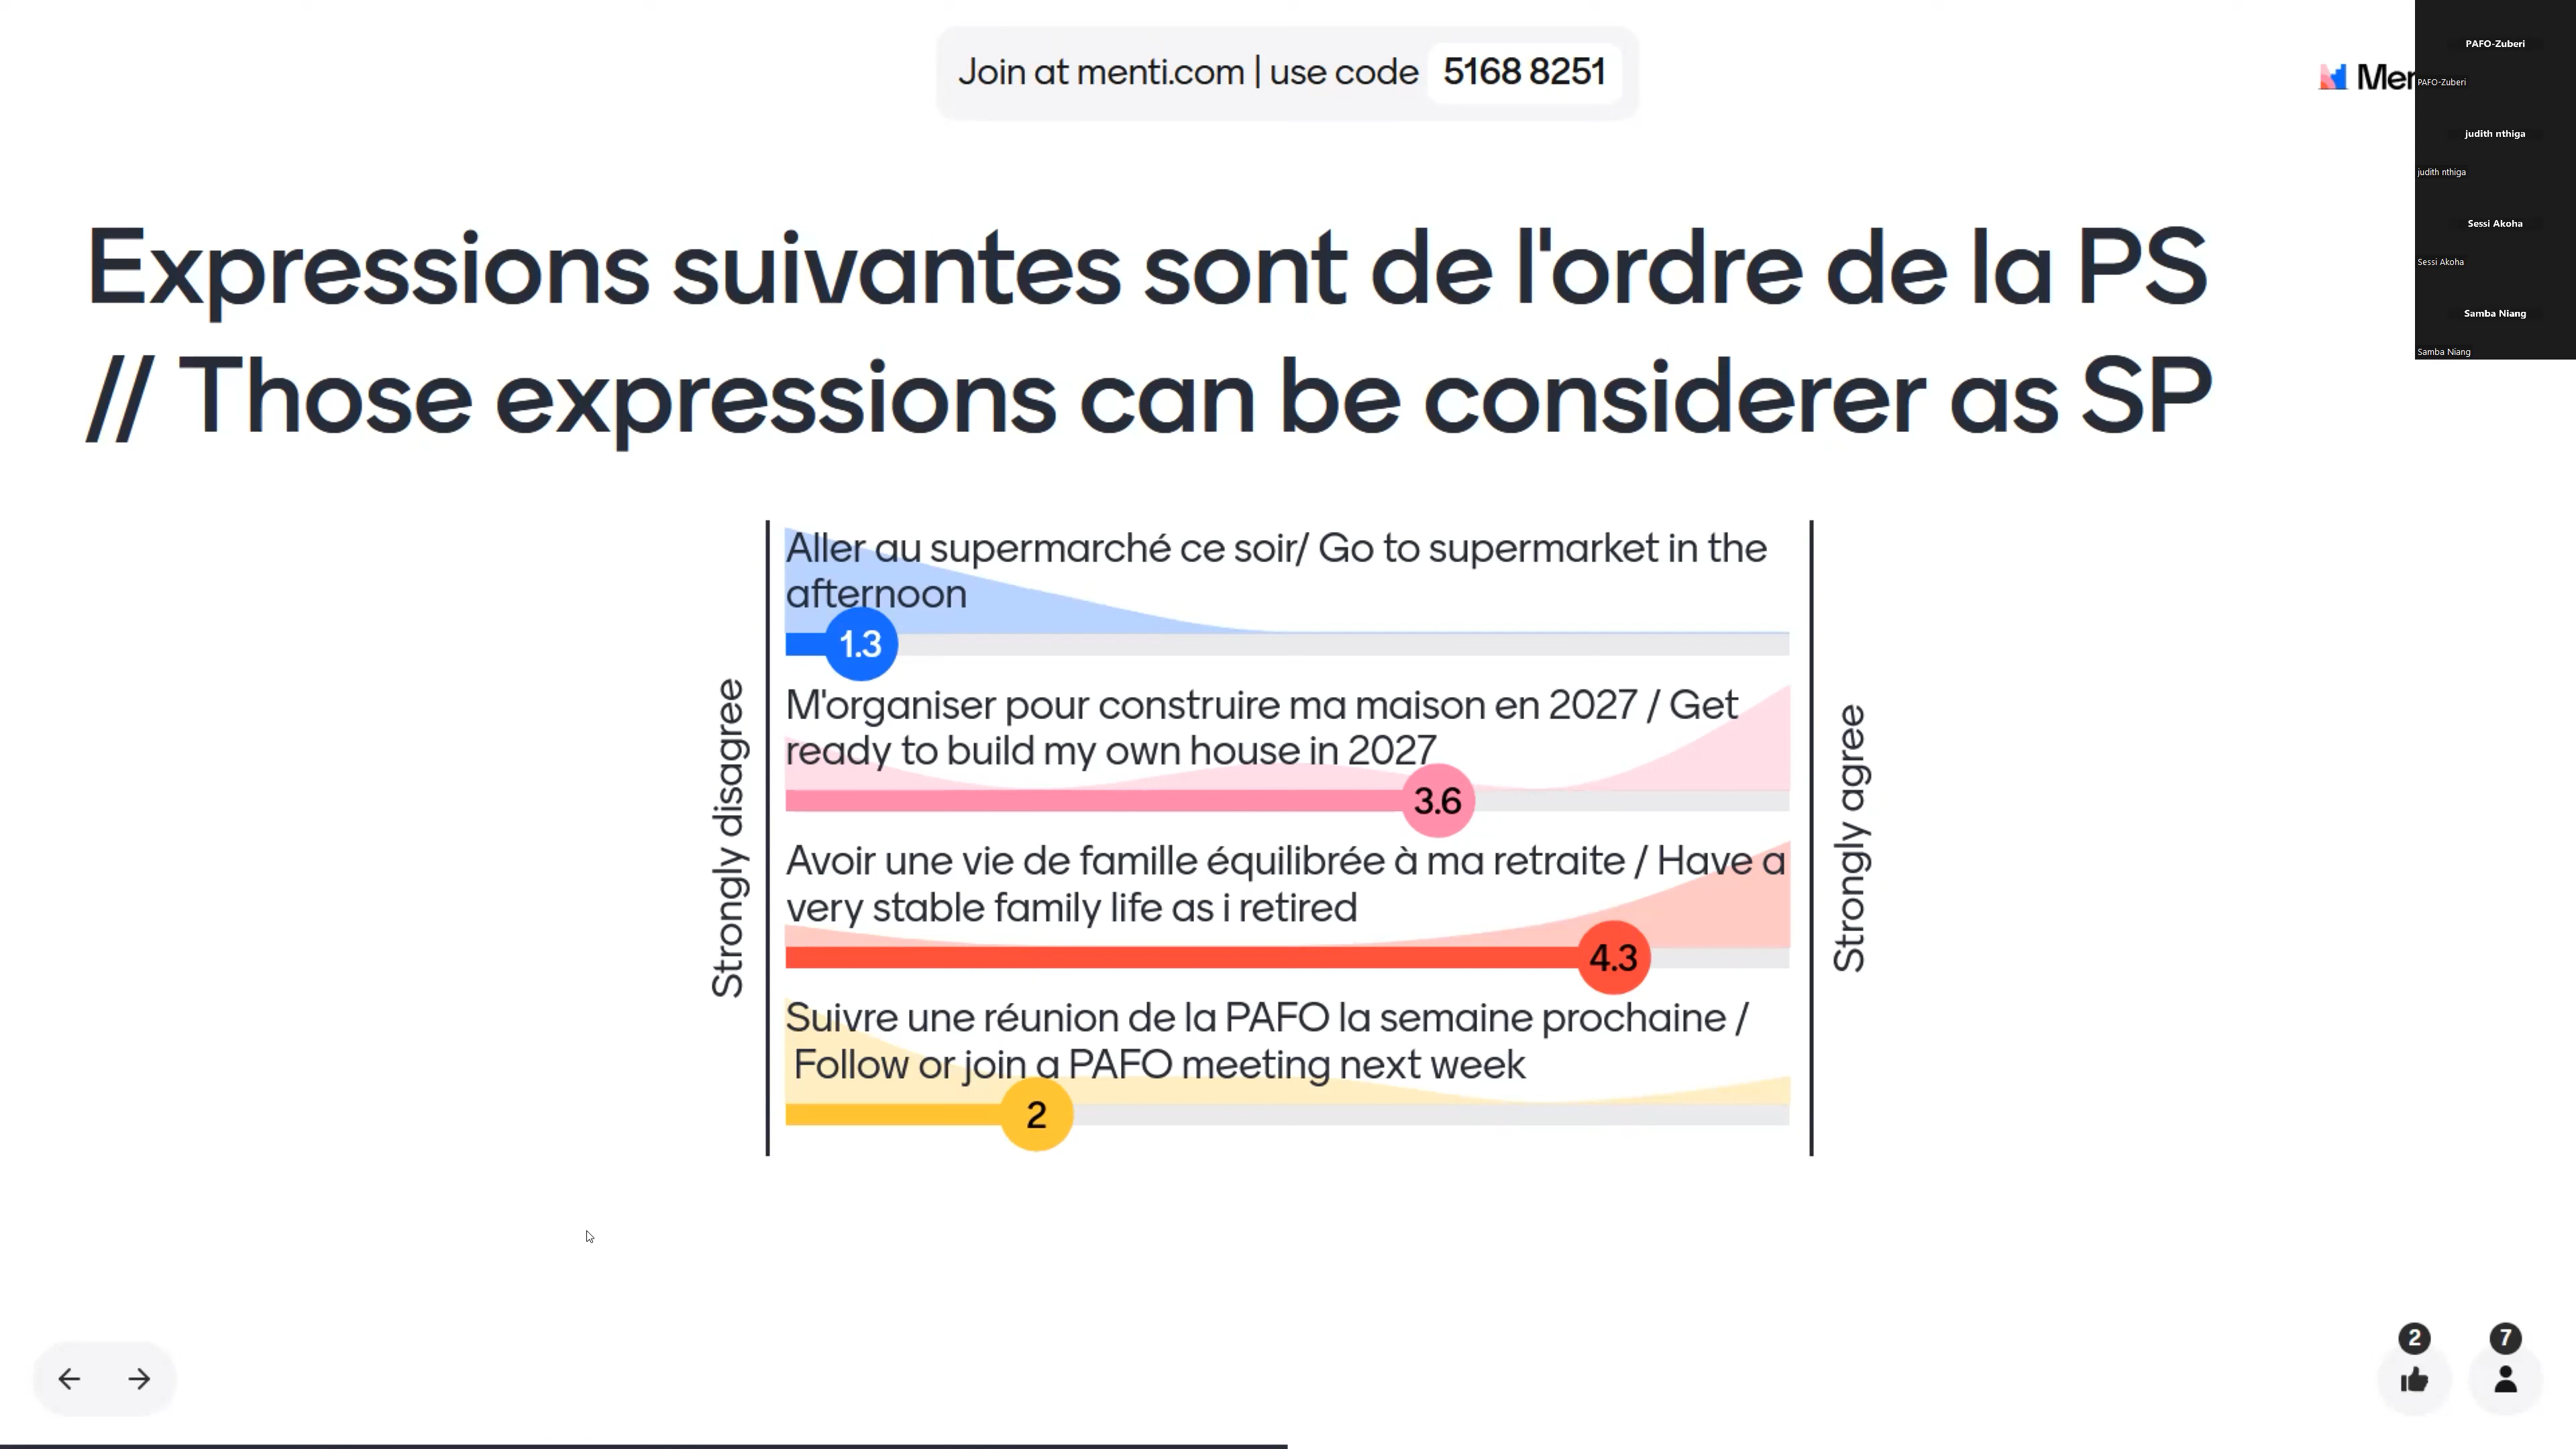 Join at menti.com | use code 5168 8251
Mer
PAFO-Zuberi
PAFO-Zuberi
judith nthiga
judith nthiga
Sessi Akoha
Sessi Akoha
Samba Niang
Samba Niang
Expressions suivantes sont de l'ordre de la PS
// Those expressions can be considerer as SP
Strongly disagree
Aller au supermarché ce soir/ Go to supermarket in the
afternoon
1.3
M'organiser pour construire ma maison en 2027 / Get
ready to build my own house in 2027
3.6
Avoir une vie de famille équilibrée à ma retraite / Have a
very stable family life as i retired
4.3
Suivre une réunion de la PAFO la semaine prochaine /
Follow or join a PAFO meeting next week
2
Strongly agree
2
7